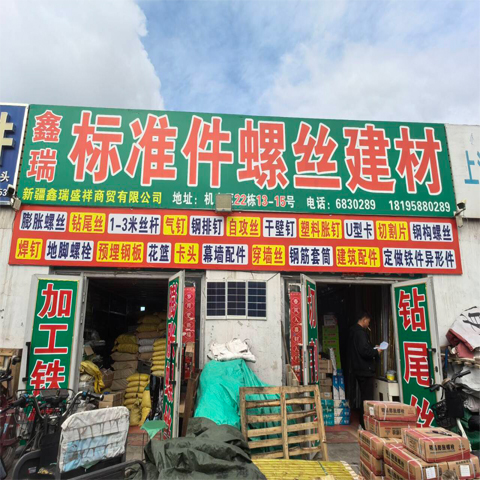 鑫瑞
标准件螺丝建材
新疆鑫瑞盛祥商贸有限公司 地址：机 22栋13-15号 电话：6830289 18195880289
膨胀螺丝 钻尾丝 1-3米丝杆 气钉 钢排钉 自攻丝 干壁钉 塑料胀钉 U型卡 切割片 钢构螺丝
焊钉 地脚螺栓 预埋钢板 花篮 卡头 幕墙配件 穿墙丝 钢筋套筒 建筑配件 定做铁件异形件
加工铁
钻尾丝